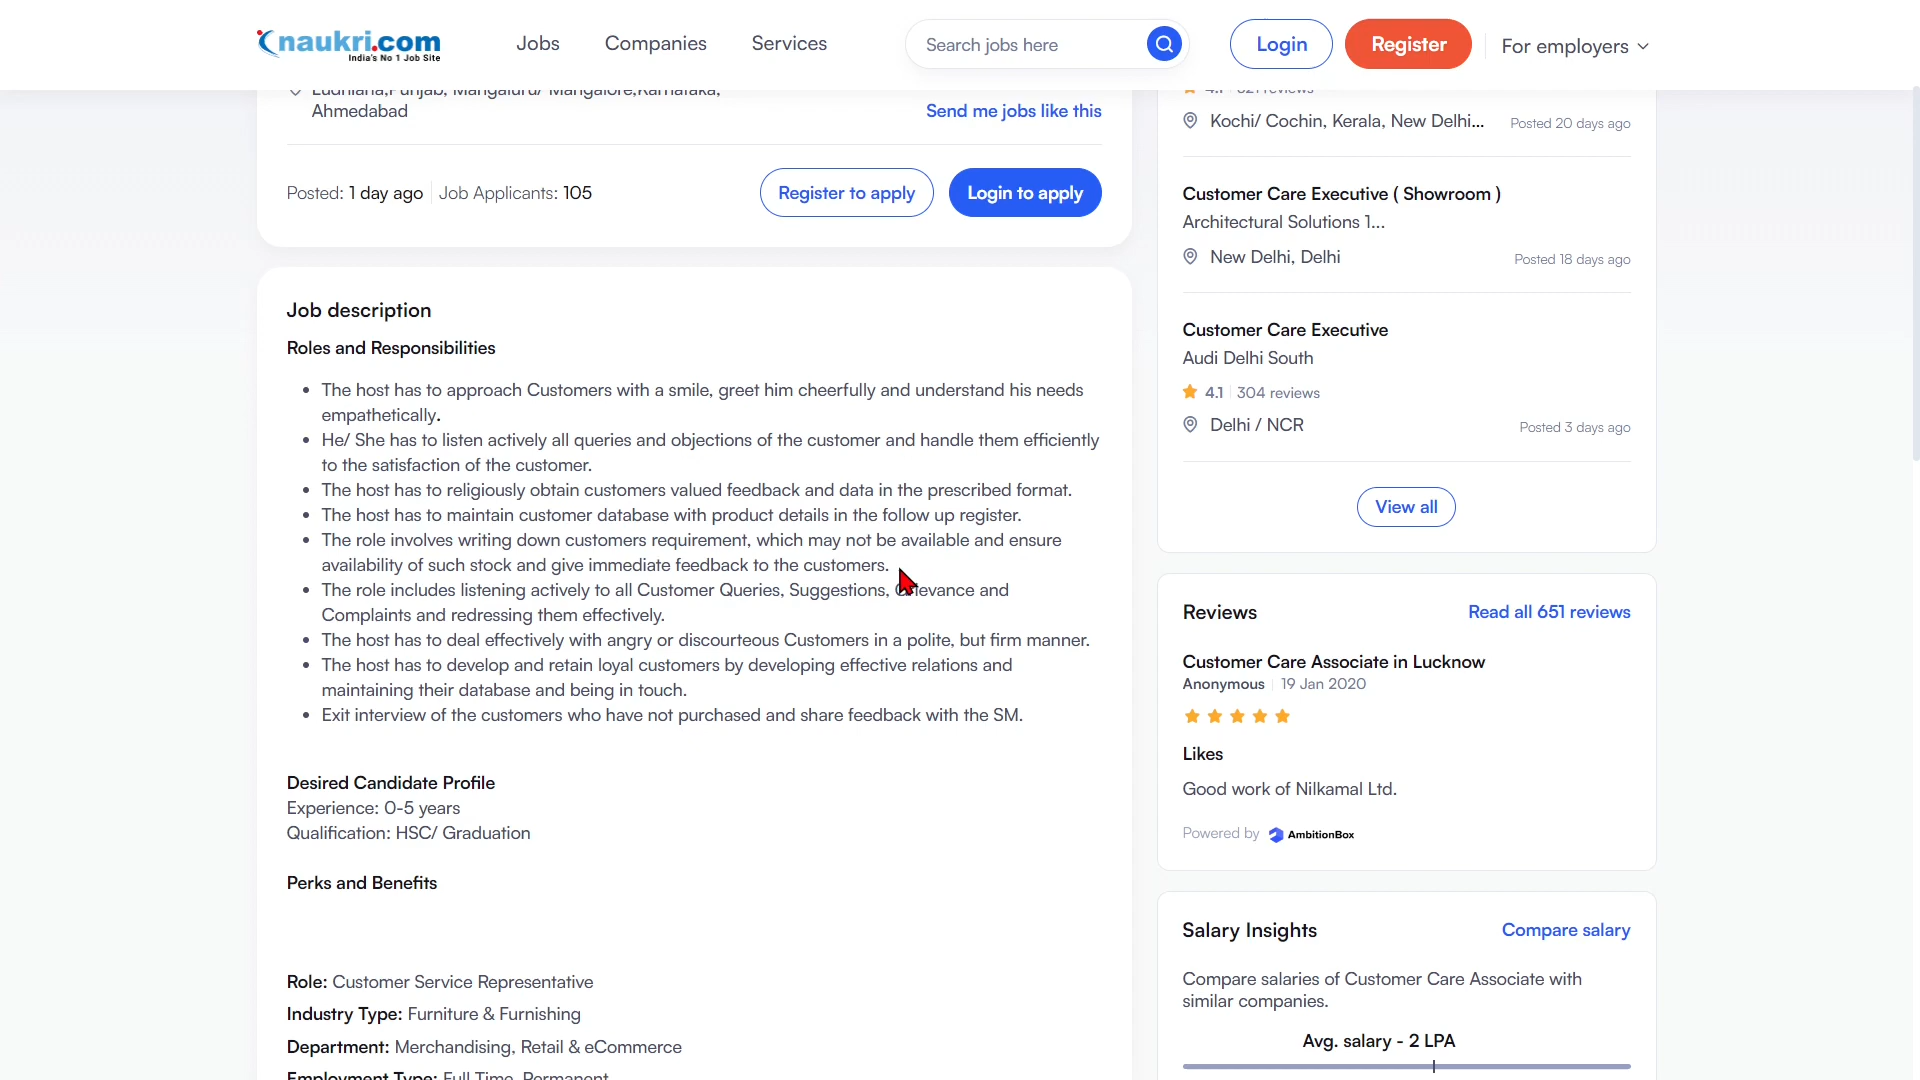 naukri.com
India's No 1 Job Site
Jobs
Companies
Services
Search jobs here
Login
Register
For employers
Ludhiana,Punjab, Mangaluru/ Mangalore,Karnataka,
Ahmedabad
Send me jobs like this
Posted: 1 day ago
Job Applicants: 105
Register to apply
Login to apply
Job description
Roles and Responsibilities
The host has to approach Customers with a smile, greet him cheerfully and understand his needs
empathetically.
He/ She has to listen actively all queries and objections of the customer and handle them efficiently
to the satisfaction of the customer.
The host has to religiously obtain customers valued feedback and data in the prescribed format.
The host has to maintain customer database with product details in the follow up register.
The role involves writing down customers requirement, which may not be available and ensure
availability of such stock and give immediate feedback to the customers.
The role includes listening actively to all Customer Queries, Suggestions, Grievance and
Complaints and redressing them effectively.
The host has to deal effectively with angry or discourteous Customers in a polite, but firm manner.
The host has to develop and retain loyal customers by developing effective relations and
maintaining their database and being in touch.
Exit interview of the customers who have not purchased and share feedback with the SM.
Desired Candidate Profile
Experience: 0-5 years
Qualification: HSC/ Graduation
Perks and Benefits
Role: Customer Service Representative
Industry Type: Furniture & Furnishing
Department: Merchandising, Retail & eCommerce
Employment Type: Full Time, Permanent
reviews
Kochi/ Cochin, Kerala, New Delhi...
Posted 20 days ago
Customer Care Executive ( Showroom )
Architectural Solutions 1...
New Delhi, Delhi
Posted 18 days ago
Customer Care Executive
Audi Delhi South
4.1
304 reviews
Delhi / NCR
Posted 3 days ago
View all
Reviews
Read all 651 reviews
Customer Care Associate in Lucknow
Anonymous
19 Jan 2020
Likes
Good work of Nilkamal Ltd.
Powered by
AmbitionBox
Salary Insights
Compare salary
Compare salaries of Customer Care Associate with
similar companies.
Avg. salary - 2 LPA